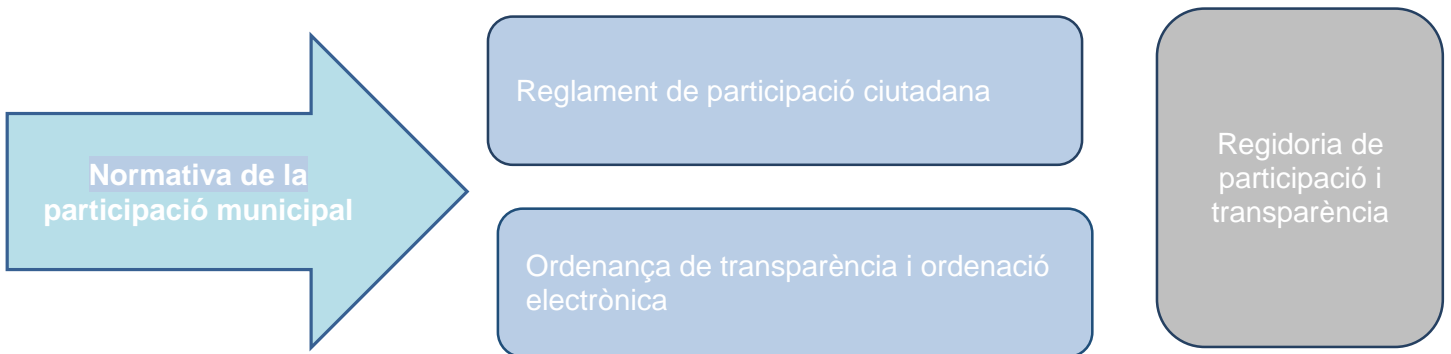 Normativa de la
participació municipal
Reglament de participació ciutadana
Ordenança de transparència i ordenació
electrònica
Regidoria de
participació i
transparència